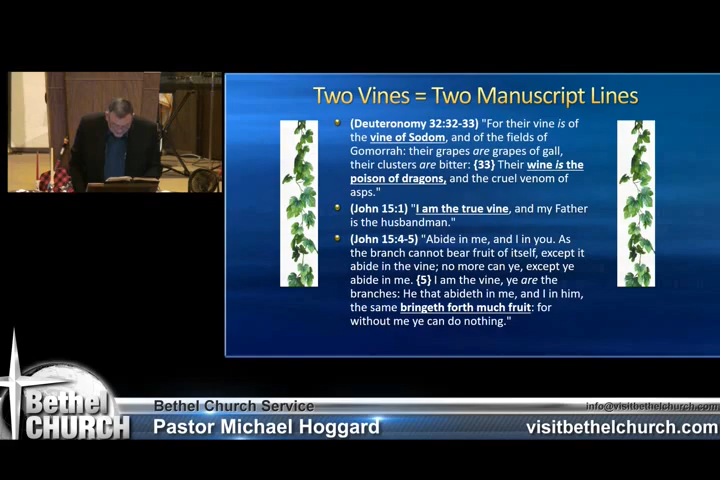 Two Vines = Two Manuscript Lines
(Deuteronomy 32:32-33) "For their vine is of
the vine of Sodom, and of the fields of
Gomorrah: their grapes are grapes of gall,
their clusters are bitter: {33} Their wine is the
poison of dragons, and the cruel venom of
asps."
(John 15:1) "I am the true vine, and my Father
is the husbandman."
(John 15:4-5) "Abide in me, and I in you. As
the branch cannot bear fruit of itself, except it
abide in the vine; no more can ye, except ye
abide in me. {5} I am the vine, ye are the
branches: He that abideth in me, and I in him,
the same bringeth forth much fruit: for
without me ye can do nothing."
Bethel
CHURCH
Bethel Church Service
info@visitbethelchurch.com
Pastor Michael Hoggard
visitbethelchurch.com